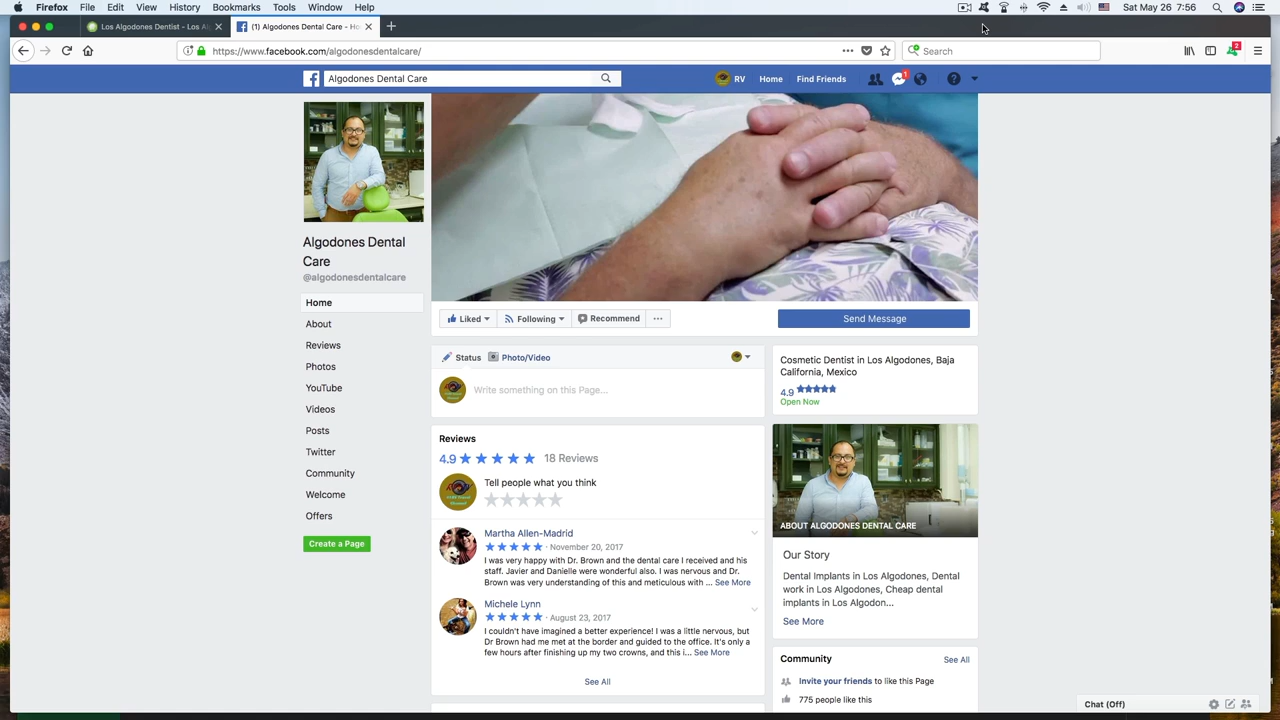 Firefox File Edit View History Bookmarks Tools Window Help
Sat May 26 7:56
Los Algodones Dentist - Los Al
(1) Algodones Dental Care - Ho
https://www.facebook.com/algodonesdentalcare/
Search
2
Algodones Dental Care
RV Home Find Friends
1
Algodones Dental
Care
@algodonesdentalcare
Home
About
Reviews
Photos
YouTube
Videos
Posts
Twitter
Community
Welcome
Offers
Create a Page
Liked Following Recommend
Send Message
Status Photo/Video
Write something on this Page...
Reviews
4.9 18 Reviews
Tell people what you think
Martha Allen-Madrid
· November 20, 2017
I was very happy with Dr. Brown and the dental care I received and his
staff. Javier and Danielle were wonderful also. I was nervous and Dr.
Brown was very understanding of this and meticulous with ... See More
Michele Lynn
· August 23, 2017
I couldn't have imagined a better experience! I was a little nervous, but
Dr Brown had me met at the border and guided to the office. It's only a
few hours after finishing up my two crowns, and this i... See More
See All
Cosmetic Dentist in Los Algodones, Baja
California, Mexico
4.9
Open Now
ABOUT ALGODONES DENTAL CARE
Our Story
Dental Implants in Los Algodones, Dental
work in Los Algodones, Cheap dental
implants in Los Algodon...
See More
Community See All
Invite your friends to like this Page
775 people like this
Chat (Off)